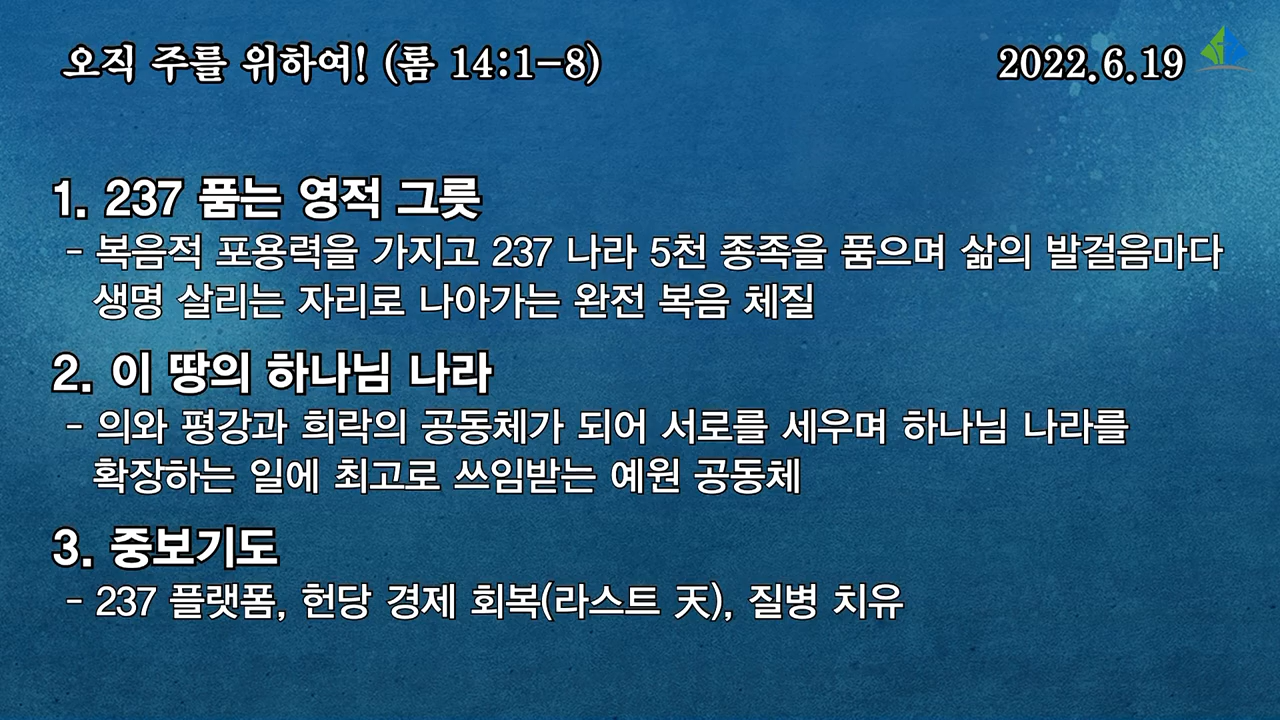 오직 주를 위하여! (롬 14:1-8)
2022.6.19
1. 237 품는 영적 그릇
- 복음적 포용력을 가지고 237 나라 5천 종족을 품으며 삶의 발걸음마다
생명 살리는 자리로 나아가는 완전 복음 체질
2. 이 땅의 하나님 나라
- 의와 평강과 희락의 공동체가 되어 서로를 세우며 하나님 나라를
확장하는 일에 최고로 쓰임받는 예원 공동체
3. 중보기도
- 237 플랫폼, 헌당 경제 회복(라스트 天), 질병 치유